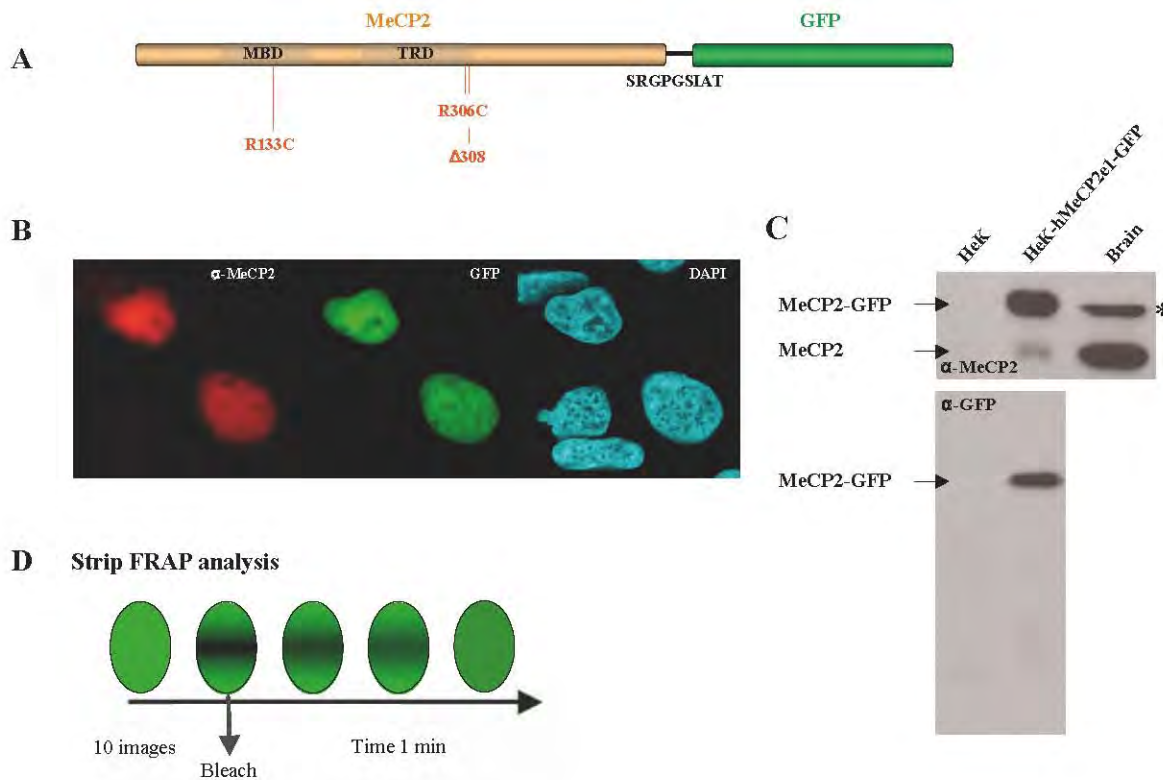 A
MeCP2
GFP
MBD
TRD
SRGPGSIAT
R306C
R133C
Δ308
B
α-MeCP2
GFP
DAPI
C
HeK
HeK-hMeCP2e1-GFP
Brain
MeCP2-GFP
*
MeCP2
α-MeCP2
α-GFP
MeCP2-GFP
D Strip FRAP analysis
10 images
Time 1 min
Bleach